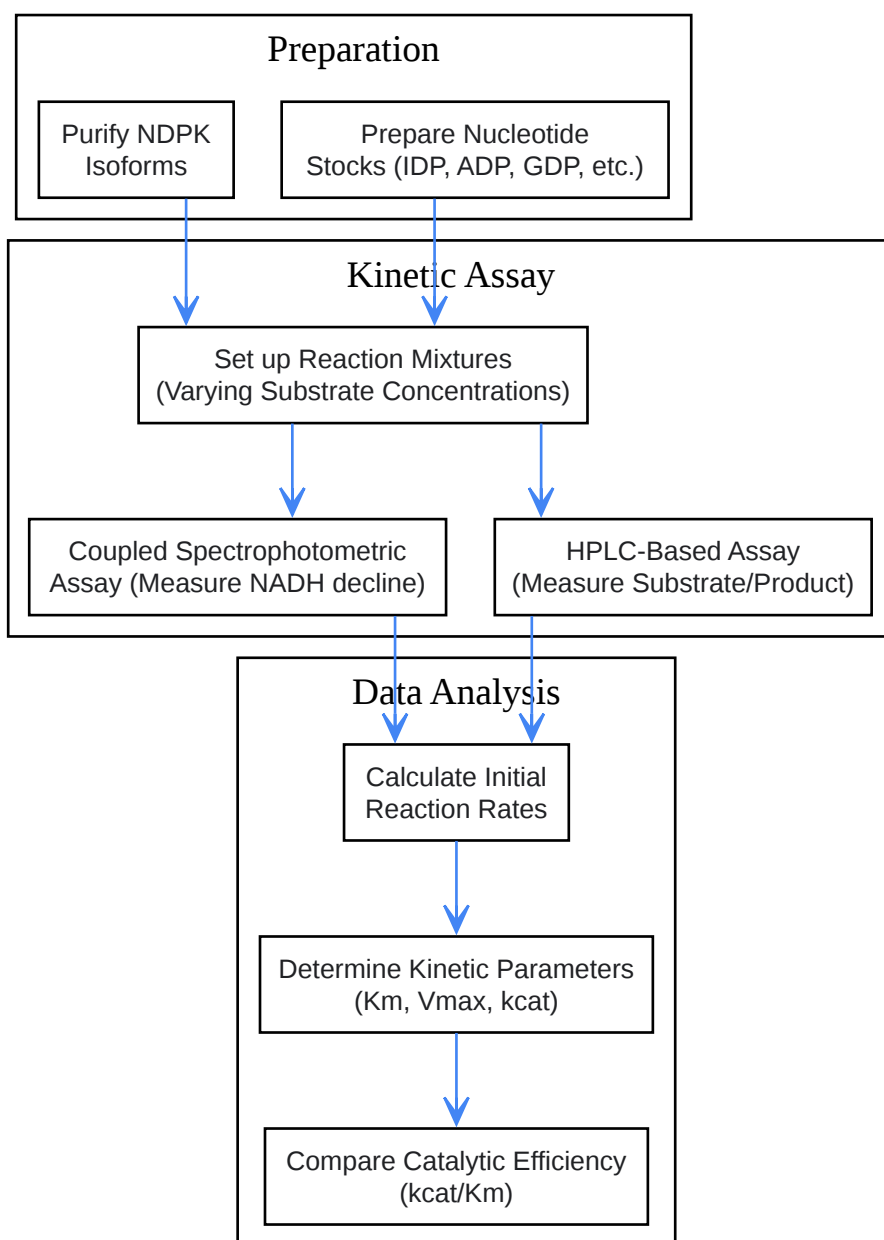 Preparation
Purify NDPK
Isoforms
Prepare Nucleotide
Stocks (IDP, ADP, GDP, etc.)
Kinetic Assay
Set up Reaction Mixtures
(Varying Substrate Concentrations)
Coupled Spectrophotometric
Assay (Measure NADH decline)
HPLC-Based Assay
(Measure Substrate/Product)
Data Analysis
Calculate Initial
Reaction Rates
Determine Kinetic Parameters
(Km, Vmax, kcat)
Compare Catalytic Efficiency
(kcat/Km)